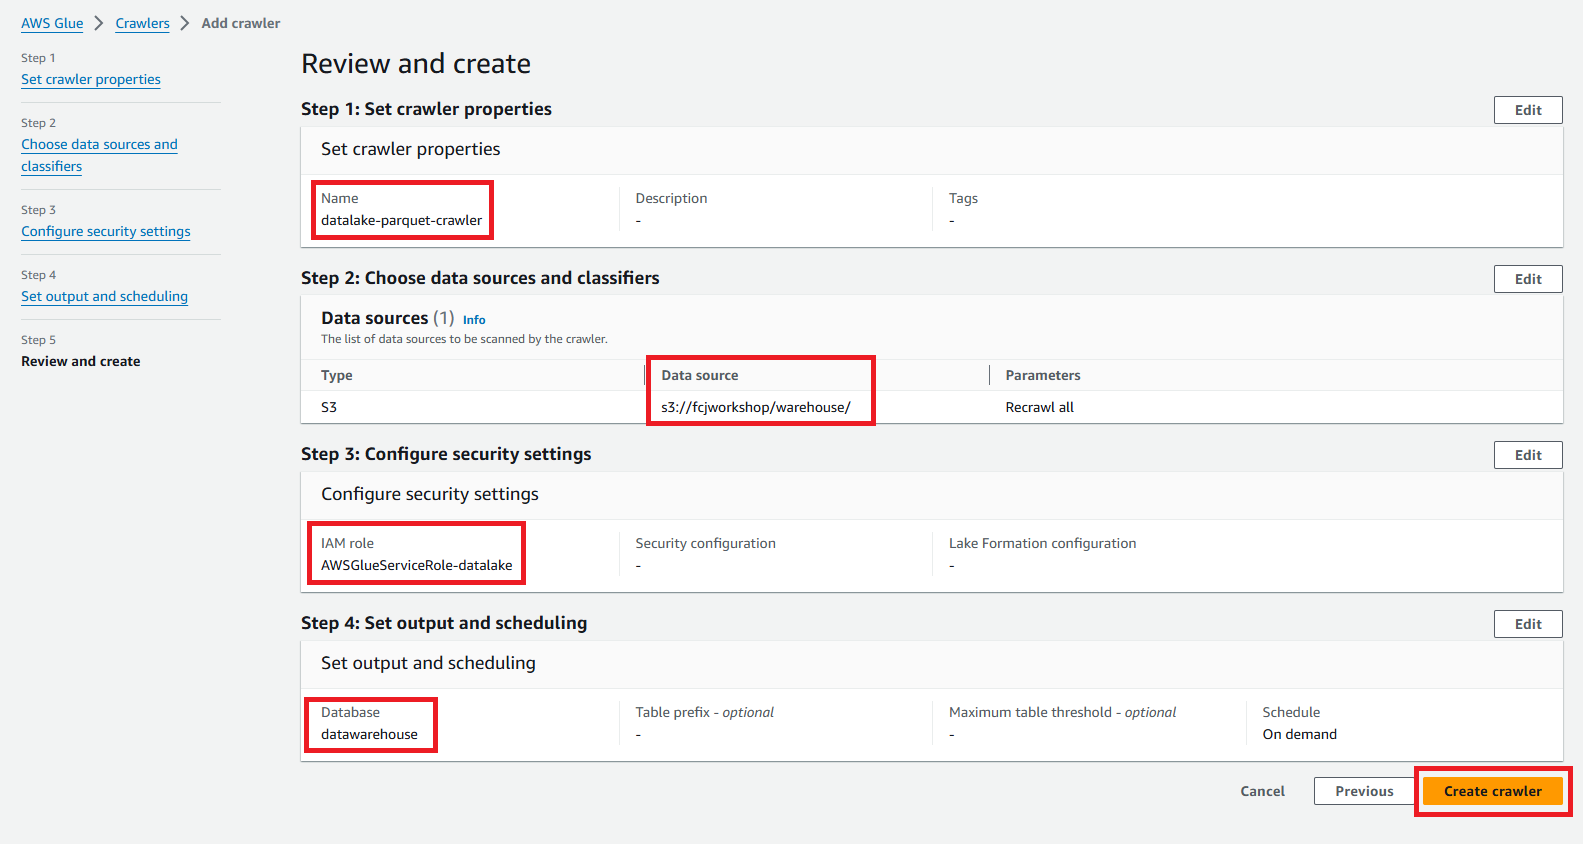 AWS Glue > Crawlers > Add crawler
Step 1
Set crawler properties
Step 2
Choose data sources and
classifiers
Step 3
Configure security settings
Step 4
Set output and scheduling
Step 5
Review and create
Review and create
Step 1: Set crawler properties
Edit
Set crawler properties
Name
datalake-parquet-crawler
Description
-
Tags
-
Step 2: Choose data sources and classifiers
Edit
Data sources (1) Info
The list of data sources to be scanned by the crawler.
Type Data source Parameters
S3 s3://fcjworkshop/warehouse/ Recrawl all
Step 3: Configure security settings
Edit
Configure security settings
IAM role
AWSGlueServiceRole-datalake
Security configuration
-
Lake Formation configuration
-
Step 4: Set output and scheduling
Edit
Set output and scheduling
Database
datawarehouse
Table prefix - optional
-
Maximum table threshold - optional
-
Schedule
On demand
Cancel
Previous
Create crawler